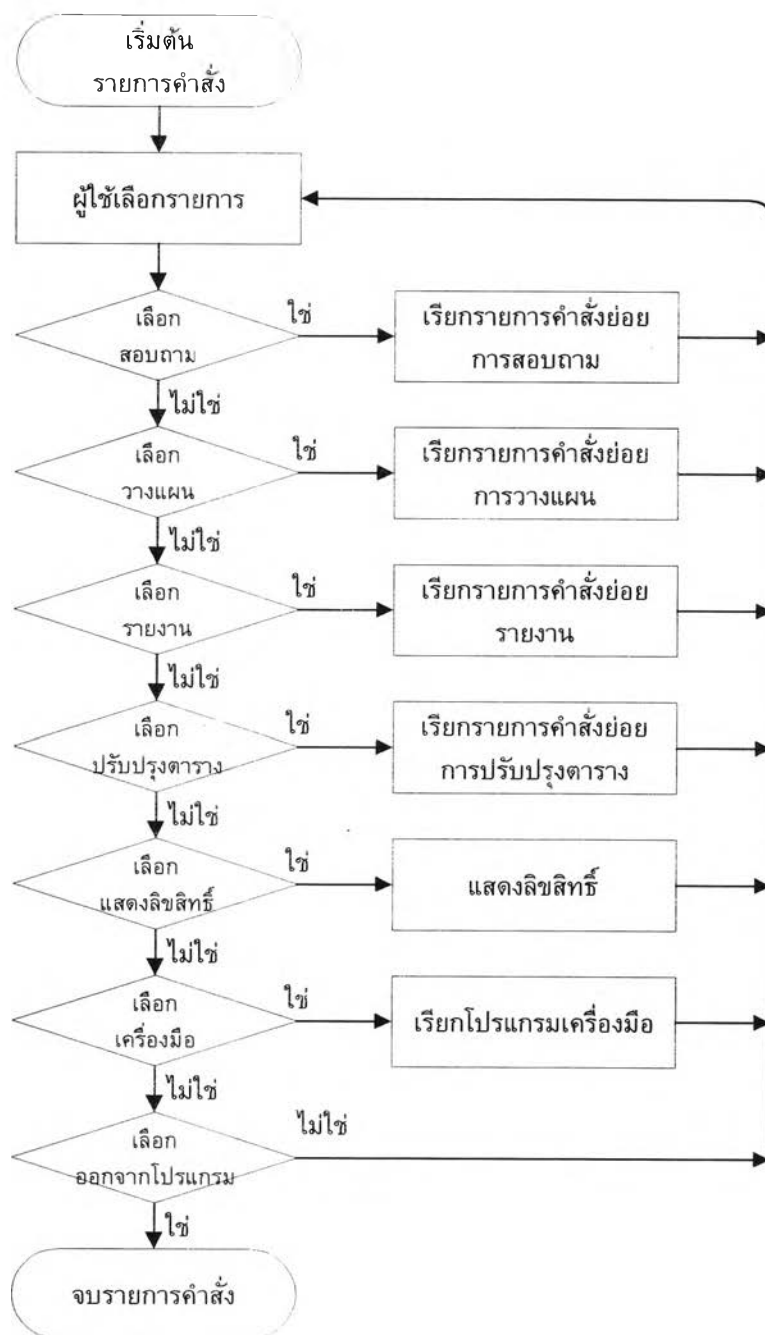 เริ่มต้น
รายการคำสั่ง
ผู้ใช้เลือกรายการ
เลือก
สอบถาม
ใช่
เรียกรายการคำสั่งย่อย
การสอบถาม
ไม่ใช่
เลือก
วางแผน
ใช่
เรียกรายการคำสั่งย่อย
การวางแผน
ไม่ใช่
เลือก
รายงาน
ใช่
เรียกรายการคำสั่งย่อย
รายงาน
ไม่ใช่
เลือก
ปรับปรุงตาราง
ใช่
เรียกรายการคำสั่งย่อย
การปรับปรุงตาราง
ไม่ใช่
เลือก
แสดงลิขสิทธิ์
ใช่
แสดงลิขสิทธิ์
ไม่ใช่
เลือก
เครื่องมือ
ใช่
เรียกโปรแกรมเครื่องมือ
ไม่ใช่
เลือก
ออกจากโปรแกรม
ไม่ใช่
ใช่
จบรายการคำสั่ง